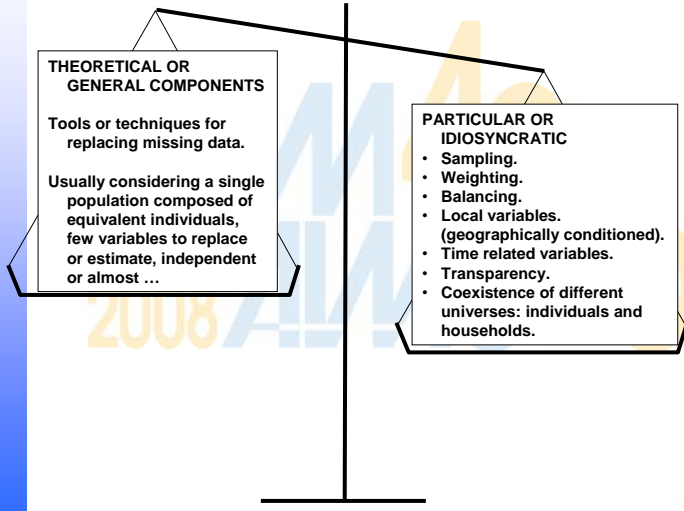 THEORETICAL OR
GENERAL COMPONENTS
Tools or techniques for
replacing missing data.
Usually considering a single
population composed of
equivalent individuals,
few variables to replace
or estimate, independent
or almost …
PARTICULAR OR
IDIOSYNCRATIC
• Sampling.
• Weighting.
• Balancing.
• Local variables.
(geographically conditioned).
• Time related variables.
• Transparency.
• Coexistence of different
universes: individuals and
households.
2008